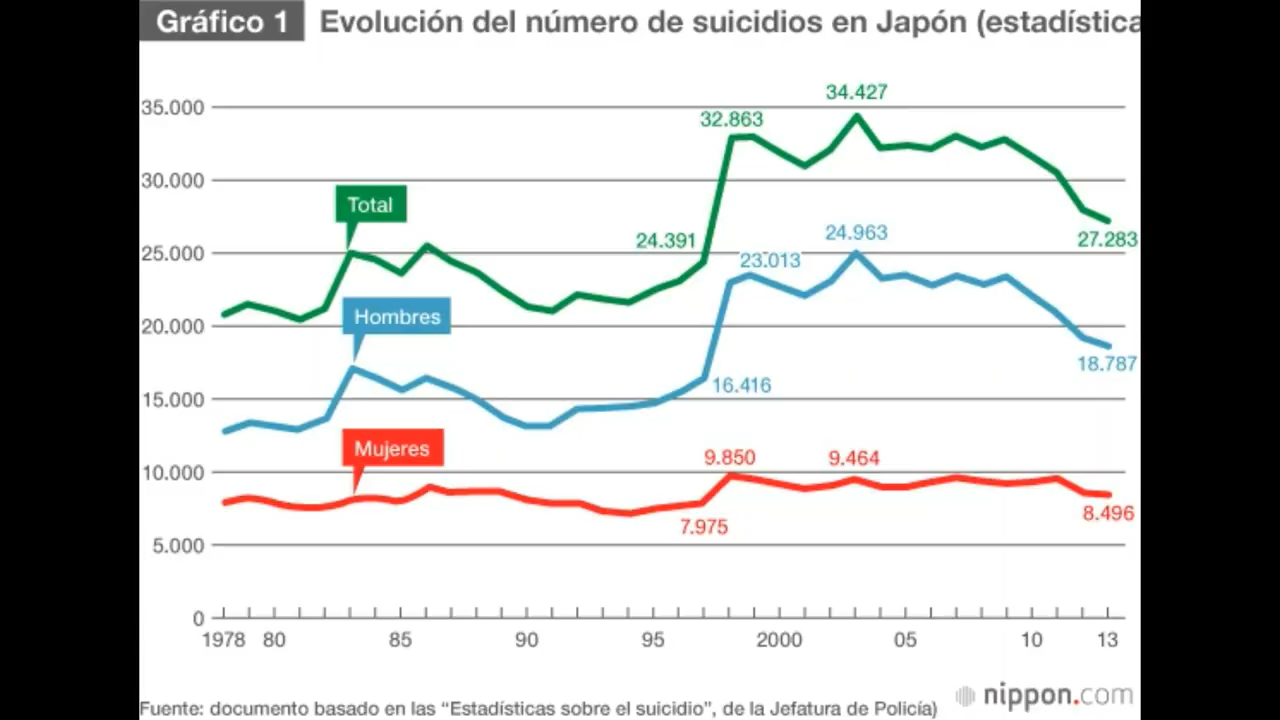 Gráfico 1 Evolución del número de suicidios en Japón (estadística
34.427
35.000
32.863
30.000
Total
24.391
24.963
27.283
25.000
23.013
Hombres
20.000
18.787
16.416
15.000
Mujeres
9.850 9.464
10.000
8.496
7.975
5.000
0
1978 80 85 90 95 2000 05 10 13
nippon.com
Fuente: documento basado en las “Estadísticas sobre el suicidio”, de la Jefatura de Policía)